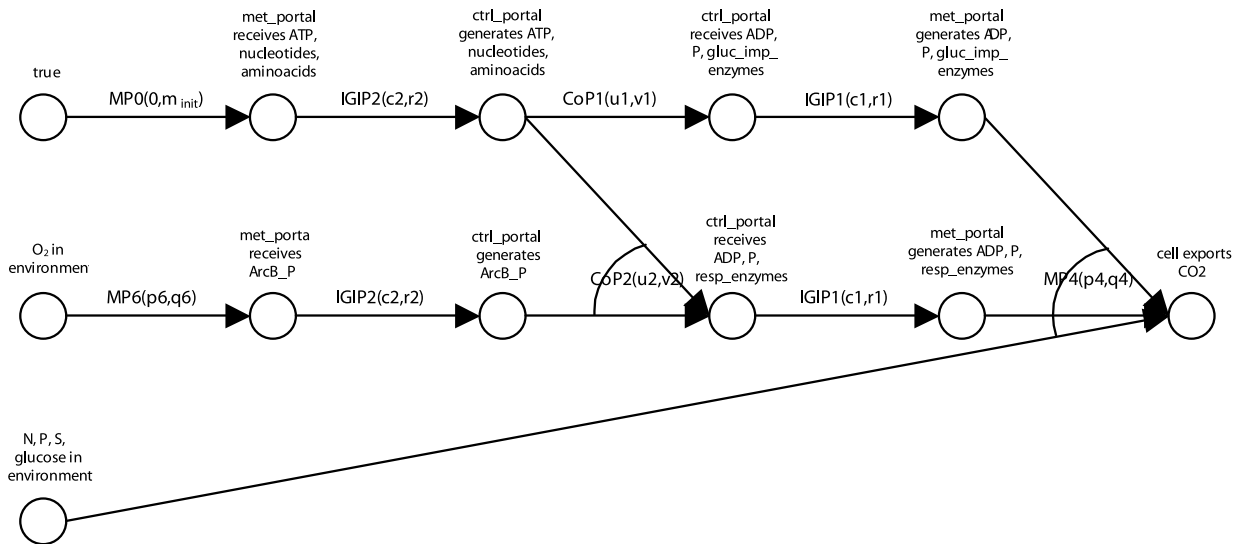 met_portal
receives ATP,
nucleotides,
aminoacids
ctrl_portal
generates ATP,
nucleotides,
aminoacids
ctrl_portal
receives ADP,
P, gluc_imp_
enzymes
met_portal
generates ADP,
P, gluc_imp_
enzymes
true
MP0(0,m init)
IGIP2(c2,r2)
CoP1(u1,v1)
IGIP1(c1,r1)
O2 in
environment
met_porta
receives
ArcB_P
ctrl_portal
generates
ArcB_P
ctrl_portal
receives
ADP, P,
resp_enzymes
met_portal
generates ADP, P,
resp_enzymes
cell exports
CO2
MP6(p6,q6)
IGIP2(c2,r2)
CoP2(u2,v2)
IGIP1(c1,r1)
MP4(p4,q4)
N, P, S,
glucose in
environment